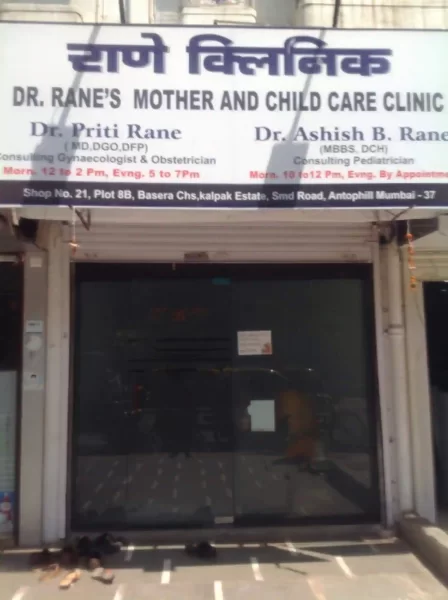 राणे क्लिनिक
DR. RANE'S MOTHER AND CHILD CARE CLINIC
Dr. Priti Rane
( MD,DGO,DFP)
Consulting Gynaecologist & Obstetrician
Morn. 12 to 2 Pm, Evng. 5 to 7Pm
Dr. Ashish B. Rane
(MBBS, DCH)
Consulting Pediatrician
Morn. 10 to12 Pm, Evng. By Appointme
Shop No. 21, Plot 8B, Basera Chs,kalpak Estate, Smd Road, Antophill Mumbai - 37